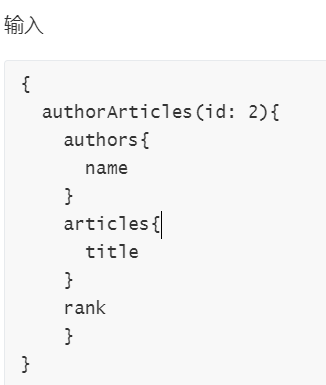 输入
{
  authorArticles(id: 2){
    authors{
      name
    }
    articles{
      title
    }
    rank
    }
}